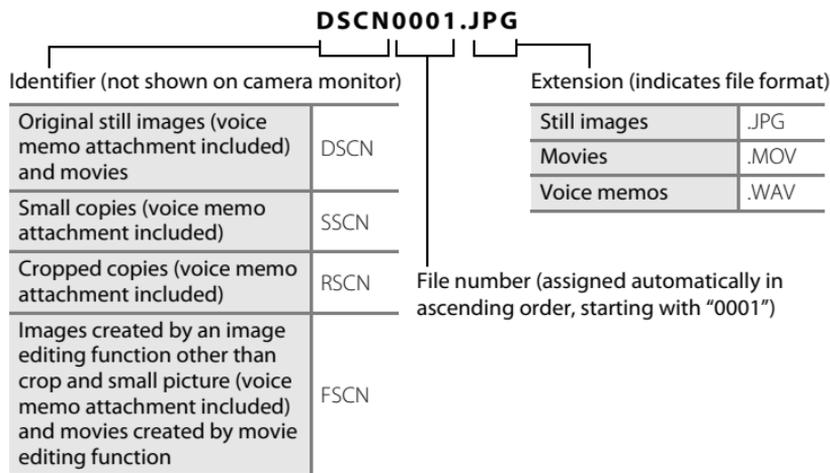 DSCN0001.JPG
Identifier (not shown on camera monitor)
Original still images (voice
memo attachment included)
and movies
DSCN
Small copies (voice memo
attachment included)
SSCN
Cropped copies (voice memo
attachment included)
RSCN
Images created by an image
editing function other than
crop and small picture (voice
memo attachment included)
and movies created by movie
editing function
FSCN
File number (assigned automatically in
ascending order, starting with “0001”)
Extension (indicates file format)
Still images
.JPG
Movies
.MOV
Voice memos
.WAV